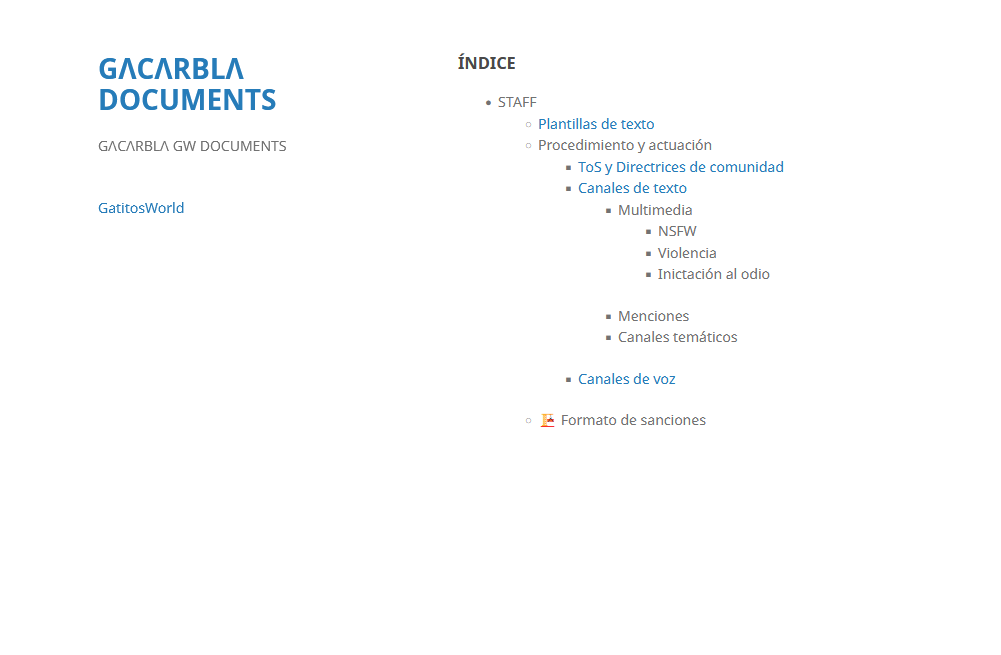 GΛCΛRBLΛ
DOCUMENTS
GΛCΛRBLΛ GW DOCUMENTS
GatitosWorld
ÍNDICE
STAFF
Plantillas de texto
Procedimiento y actuación
ToS y Directrices de comunidad
Canales de texto
Multimedia
NSFW
Violencia
Inictación al odio
Menciones
Canales temáticos
Canales de voz
Formato de sanciones